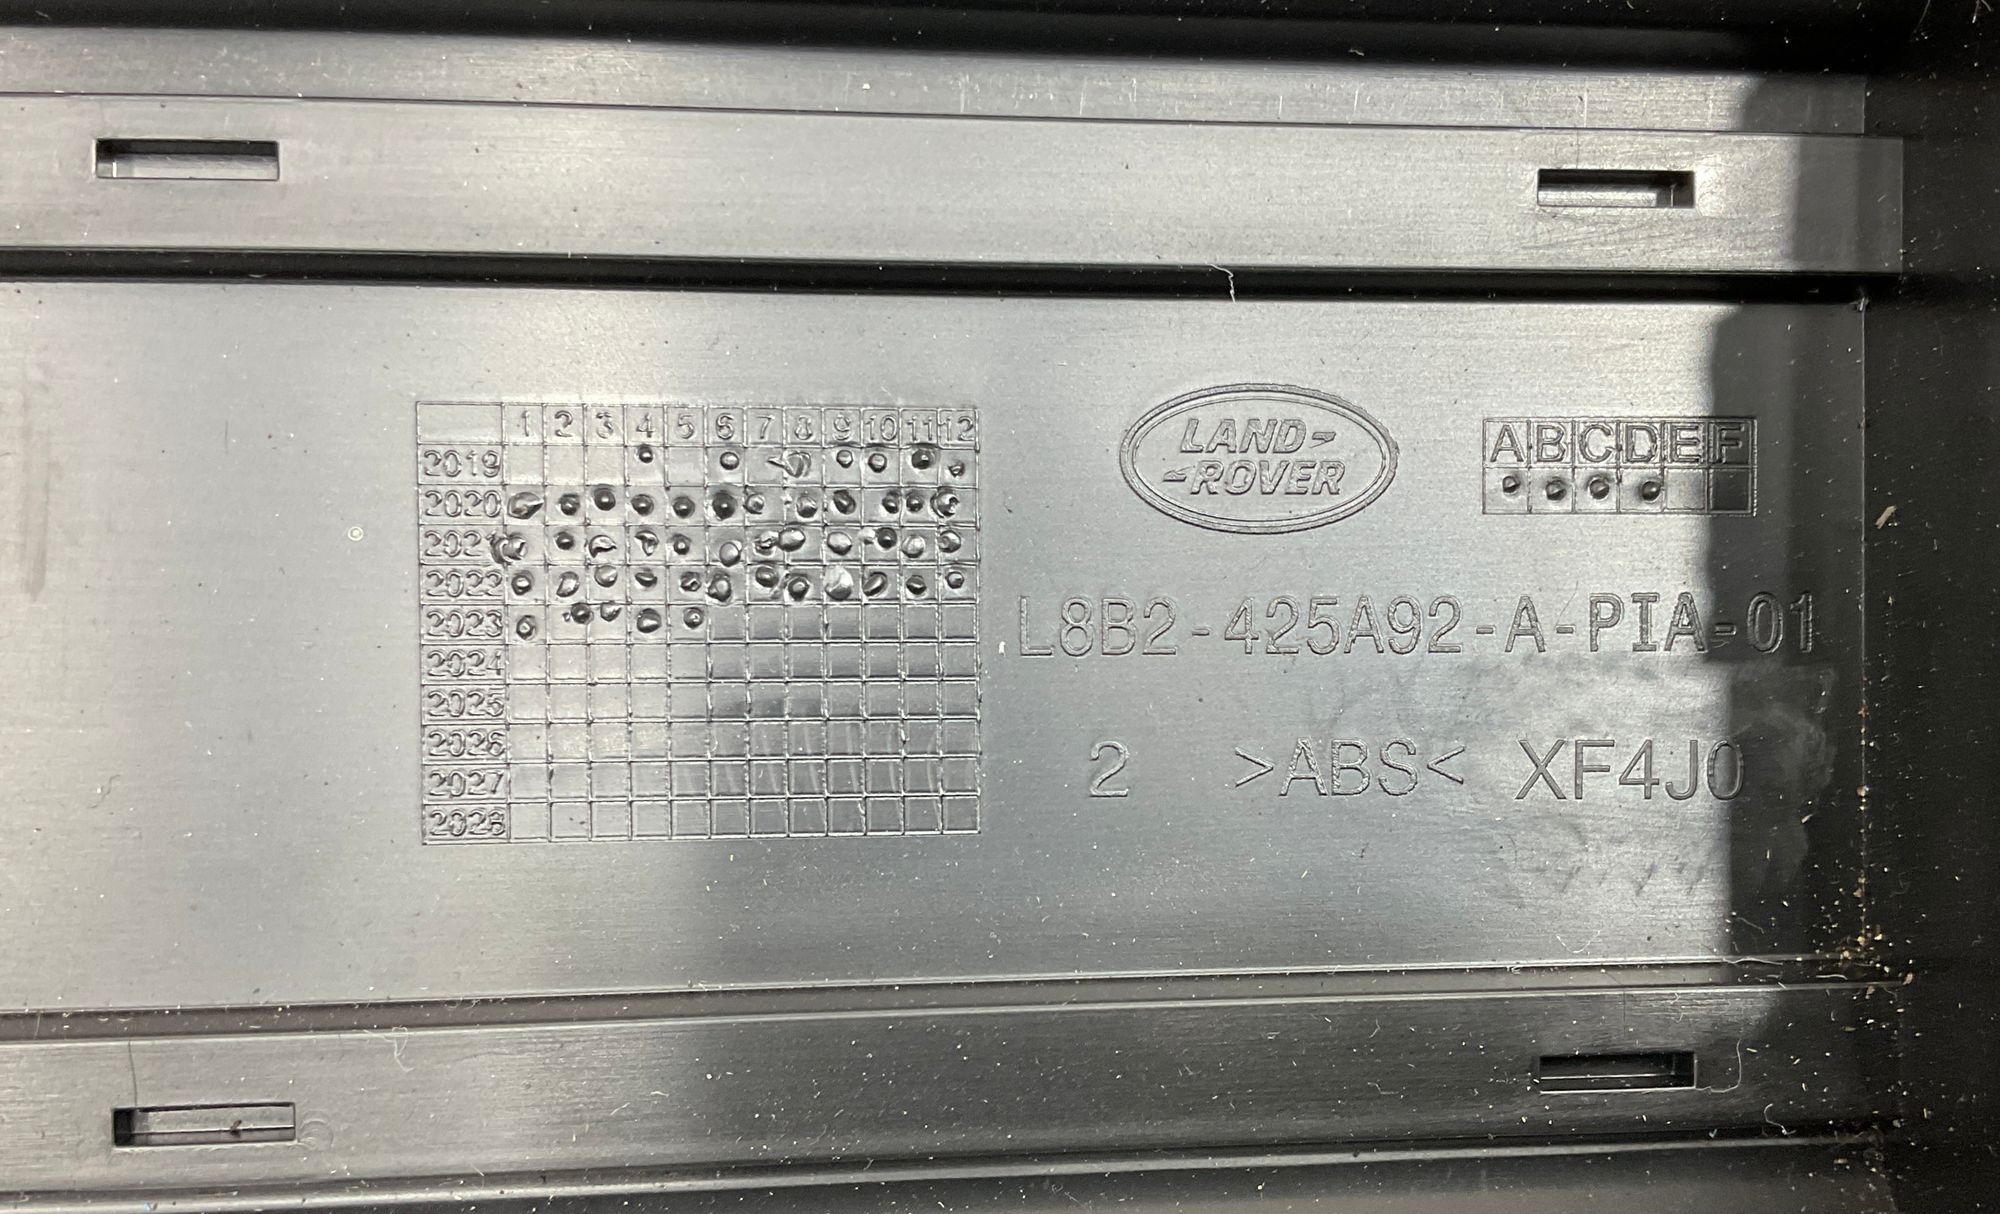 1 2 3 4 5 6 7 8 9 10 11 12
2019
2020
2021
2022
2023
2024
2025
2026
2027
2028
LAND-
-ROVER
A B C D E F
L8B2-425A92-A-PIA-01
2 >ABS< XF4J0